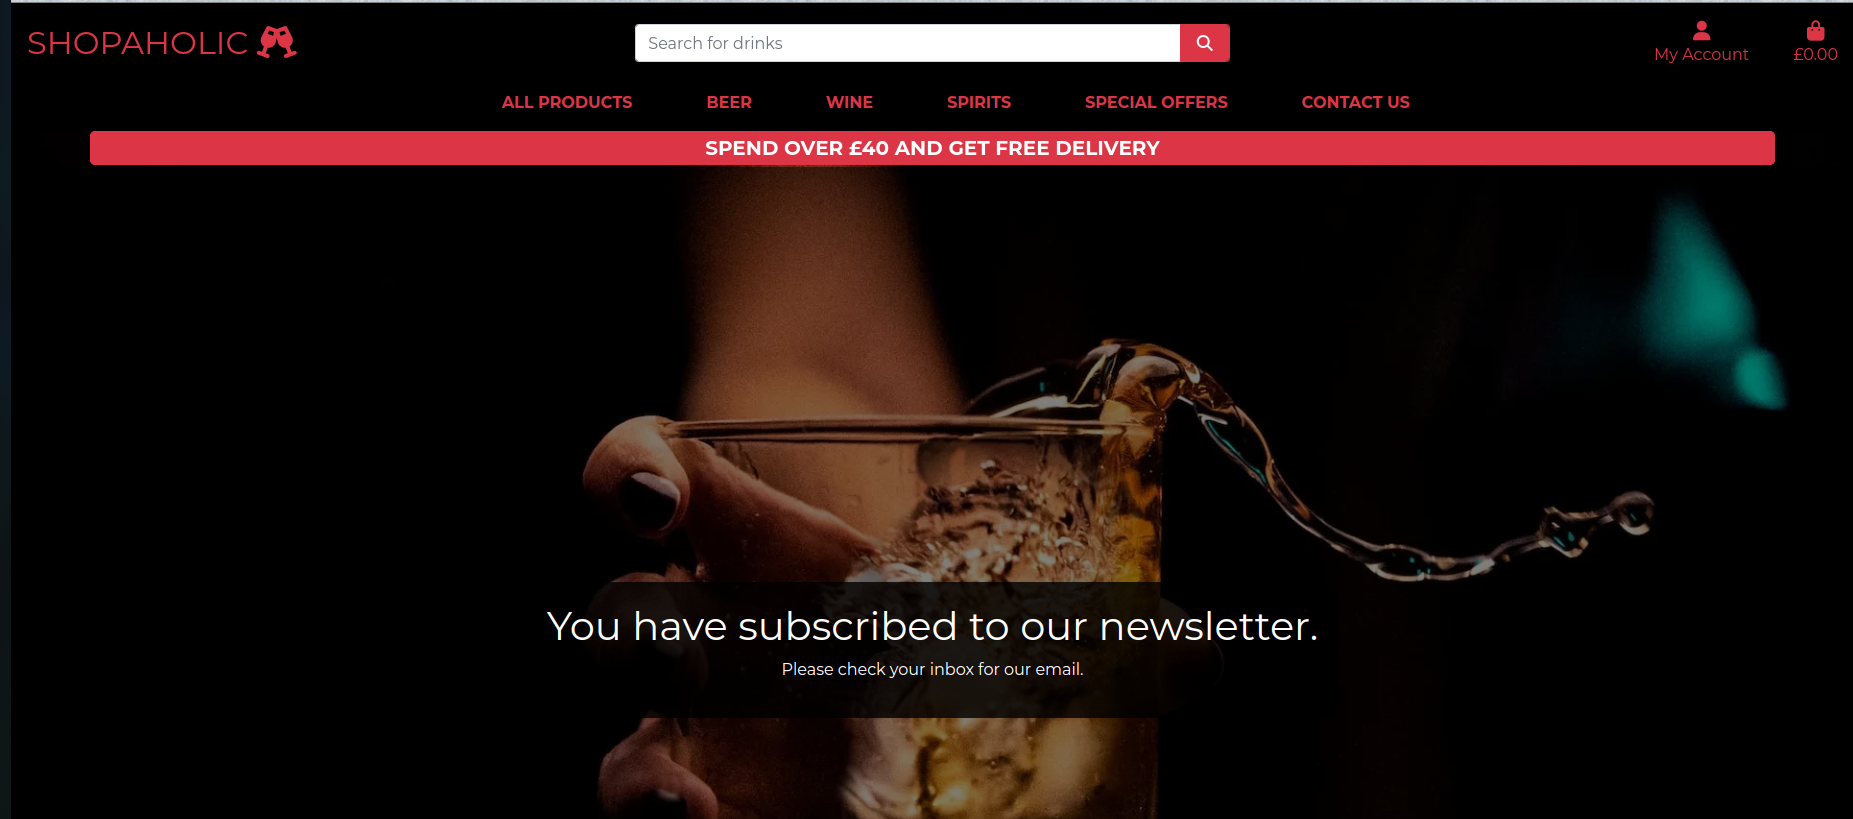 SHOPAHOLIC
Search for drinks
My Account
£0.00
ALL PRODUCTS
BEER
WINE
SPIRITS
SPECIAL OFFERS
CONTACT US
SPEND OVER £40 AND GET FREE DELIVERY
You have subscribed to our newsletter.
Please check your inbox for our email.